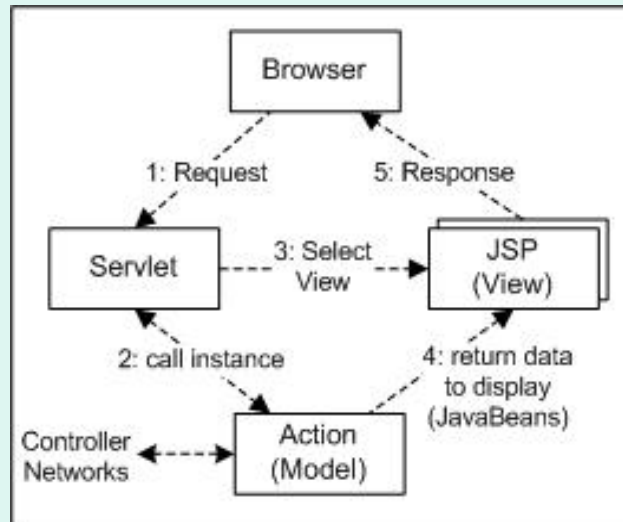 Browser
1: Request
5: Response
Servlet
3: Select
View
JSP
(View)
2: call instance
4: return data
to display
(JavaBeans)
Controller
Networks
Action
(Model)